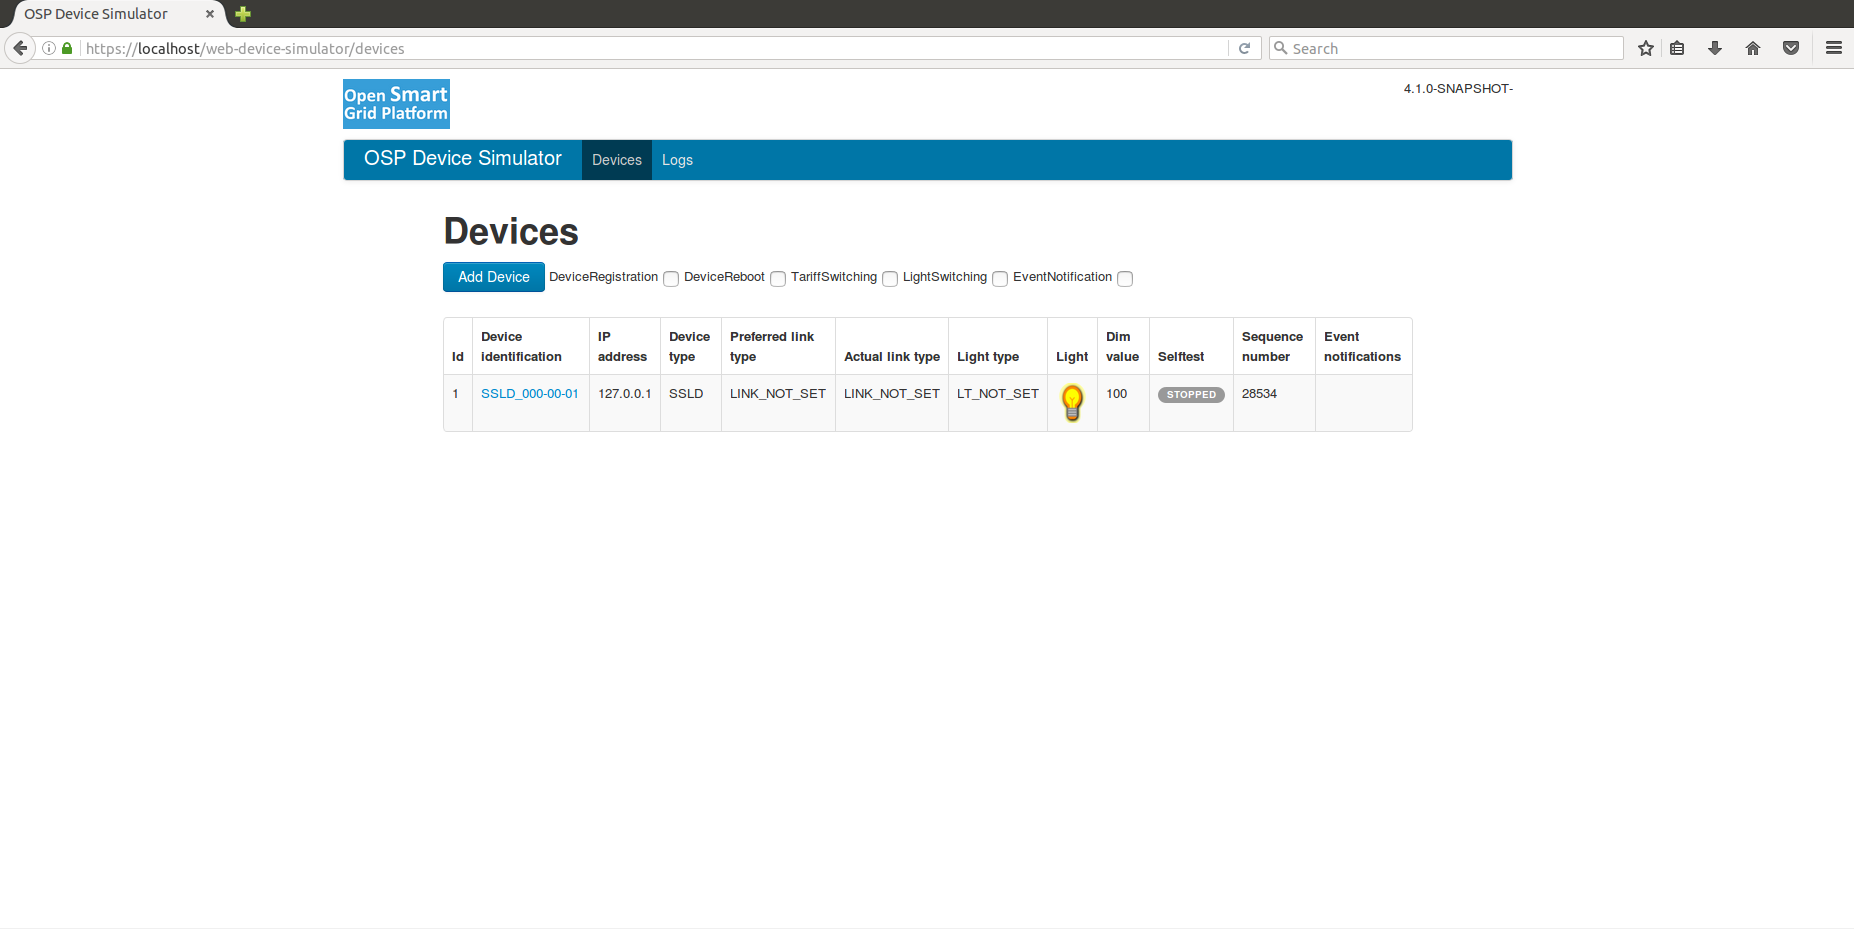 OSP Device Simulator
https://localhost/web-device-simulator/devices
Search
Open Smart
Grid Platform
4.1.0-SNAPSHOT-
OSP Device Simulator Devices Logs
Devices
Add Device DeviceRegistration DeviceReboot TariffSwitching LightSwitching EventNotification
Id Device identification IP address Device type Preferred link type Actual link type Light type Light Dim value Selftest Sequence number Event notifications
1 SSLD_000-00-01 127.0.0.1 SSLD LINK_NOT_SET LINK_NOT_SET LT_NOT_SET 100 STOPPED 28534